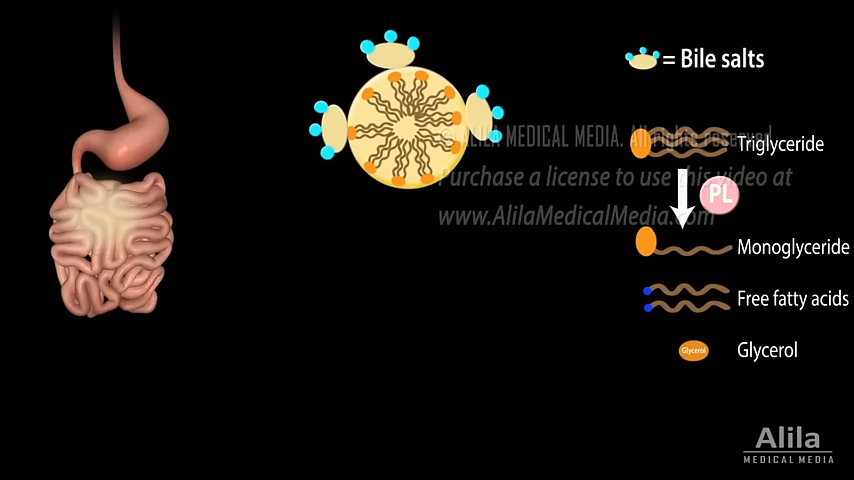 = Bile salts
© ALILA MEDICAL MEDIA. All rights reserved.
Triglyceride
Purchase a license to use this video at
PL
www.AlilaMedicalMedia.com
Monoglyceride
Free fatty acids
Glycerol
Glycerol
Alila
MEDICAL MEDIA